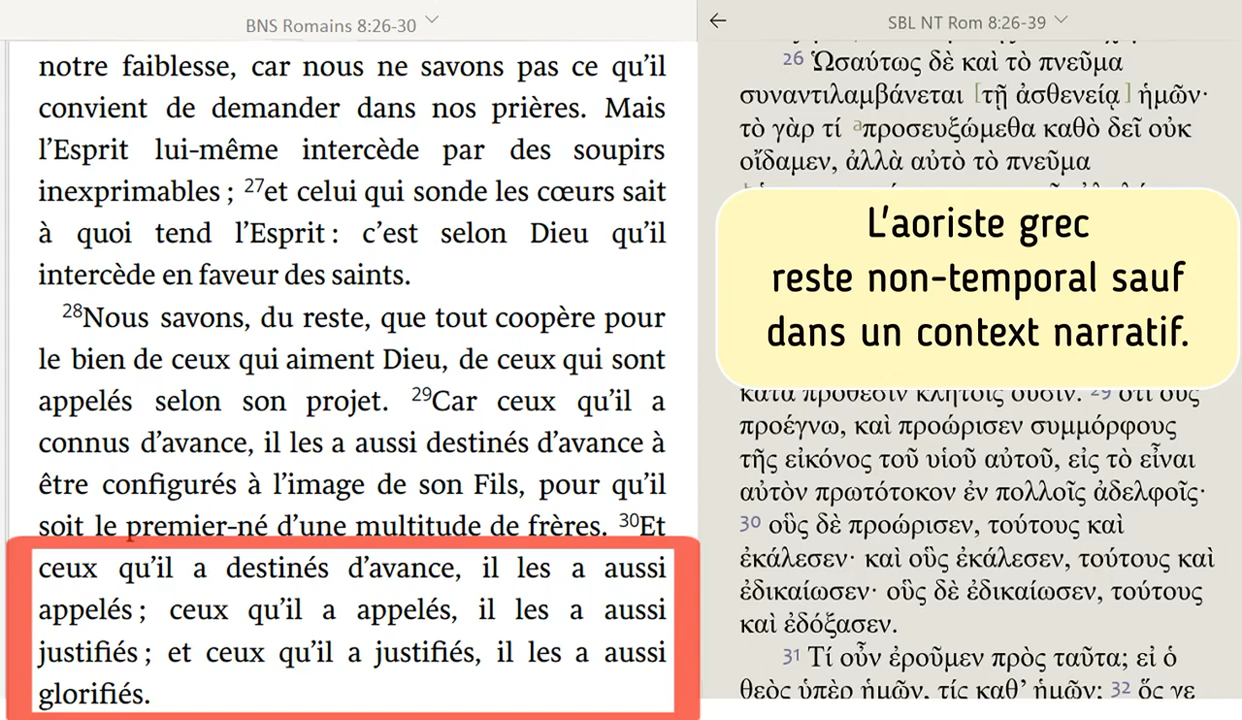 BNS Romains 8:26-30
notre faiblesse, car nous ne savons pas ce qu'il
convient de demander dans nos prières. Mais
l'Esprit lui-même intercède par des soupirs
inexprimables ; 27et celui qui sonde les cœurs sait
à quoi tend l'Esprit : c'est selon Dieu qu'il
intercède en faveur des saints.
28Nous savons, du reste, que tout coopère pour
le bien de ceux qui aiment Dieu, de ceux qui sont
appelés selon son projet. 29Car ceux qu'il a
connus d'avance, il les a aussi destinés d'avance à
être configurés à l'image de son Fils, pour qu'il
soit le premier-né d'une multitude de frères. 30Et
ceux qu'il a destinés d'avance, il les a aussi
appelés ; ceux qu'il a appelés, il les a aussi
justifiés ; et ceux qu'il a justifiés, il les a aussi
glorifiés.
SBL NT Rom 8:26-39
26 Ὡσαύτως δὲ καὶ τὸ πνεῦμα
συναντιλαμβάνεται [τῇ ἀσθενείᾳ] ἡμῶν·
τὸ γὰρ τί aπροσευξώμεθα καθὸ δεῖ οὐκ
οἴδαμεν, ἀλλὰ αὐτὸ τὸ πνεῦμα
L'aoriste grec
reste non-temporal sauf
dans un context narratif.
κατὰ πρόθεσιν κλητοῖς οὖσιν. 29 ὅτι οὓς
προέγνω, καὶ προώρισεν συμμόρφους
τῆς εἰκόνος τοῦ υἱοῦ αὐτοῦ, εἰς τὸ εἶναι
αὐτὸν πρωτότοκον ἐν πολλοῖς ἀδελφοῖς·
30 οὓς δὲ προώρισεν, τούτους καὶ
ἐκάλεσεν· καὶ οὓς ἐκάλεσεν, τούτους καὶ
ἐδικαίωσεν· οὓς δὲ ἐδικαίωσεν, τούτους
καὶ ἐδόξασεν.
31 Τί οὖν ἐροῦμεν πρὸς ταῦτα; εἰ ὁ
θεὸς ὑπὲρ ἡμῶν, τίς καθ' ἡμῶν; 32 ὅς γε